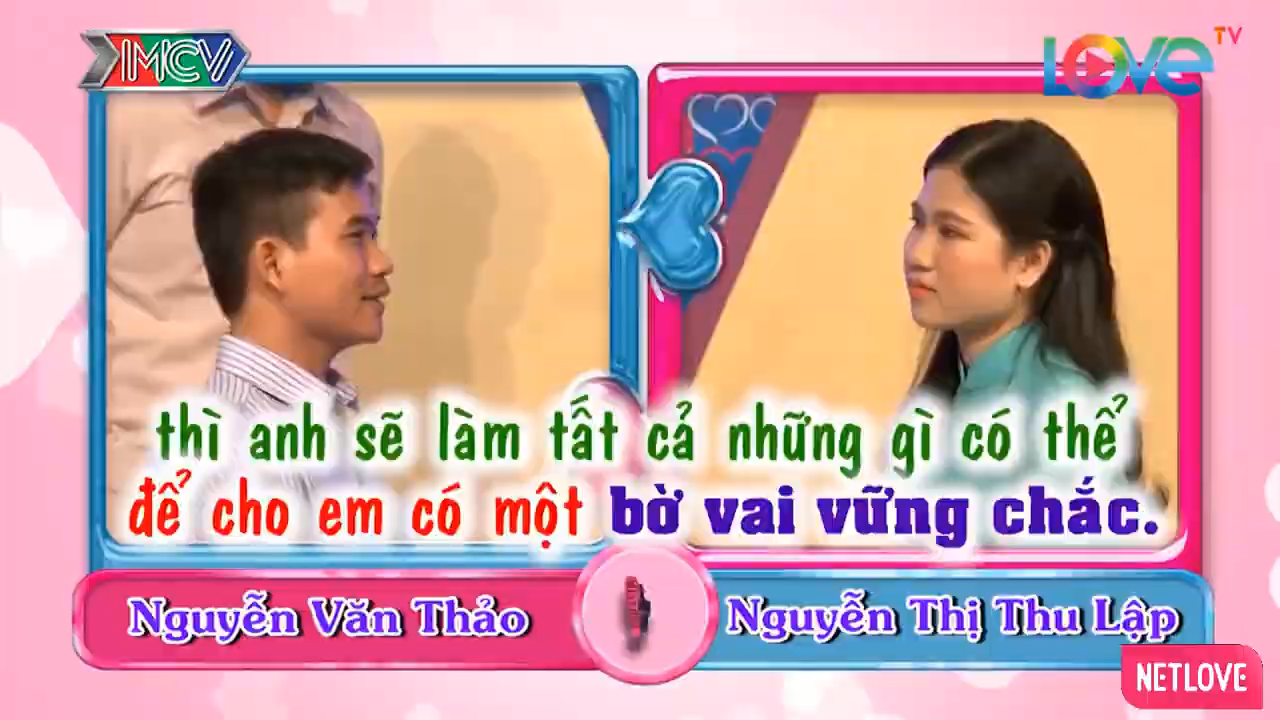 MCV
LOVE TV
thì anh sẽ làm tất cả những gì có thể
để cho em có một bờ vai vững chắc.
Nguyễn Văn Thảo
Nguyễn Thị Thu Lập
NETLOVE